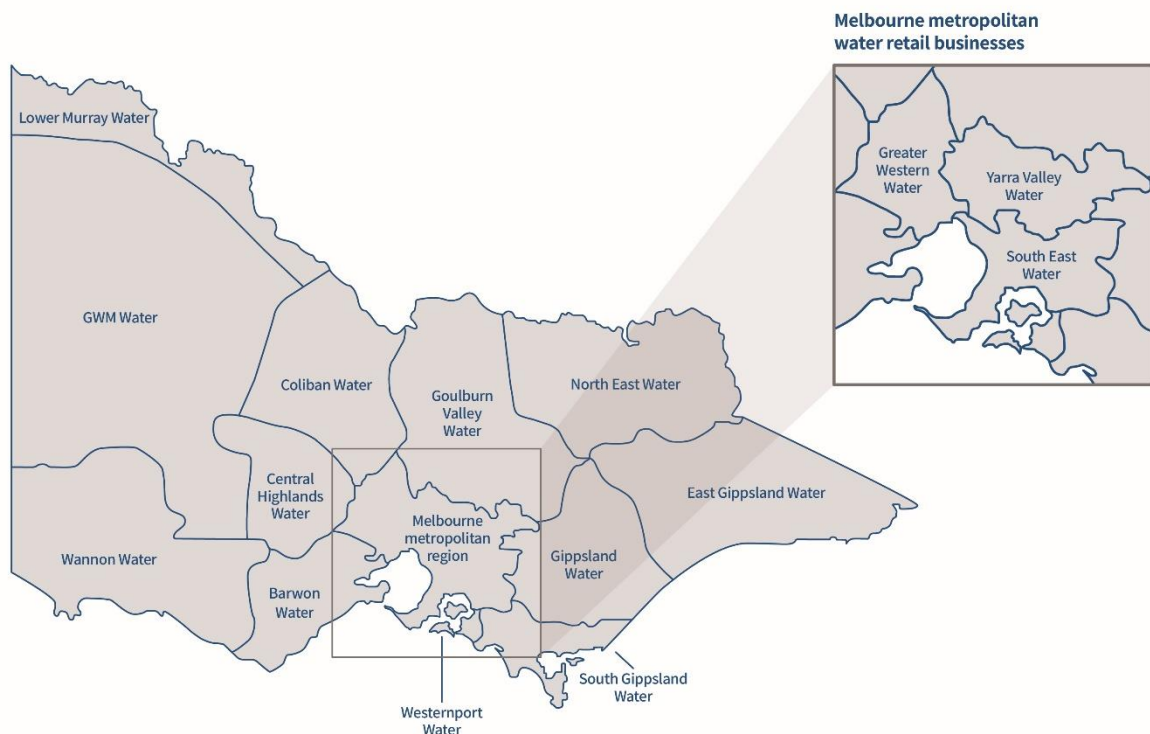 Melbourne metropolitan
water retail businesses
Lower Murray Water
Greater
Western
Water
Yarra Valley
Water
South East
Water
GWM Water
Coliban Water
Goulburn
Valley
Water
North East Water
Central
Highlands
Water
East Gippsland Water
Melbourne
metropolitan
region
Wannon Water
Gippsland
Water
Barwon
Water
South Gippsland
Water
Westernport
Water